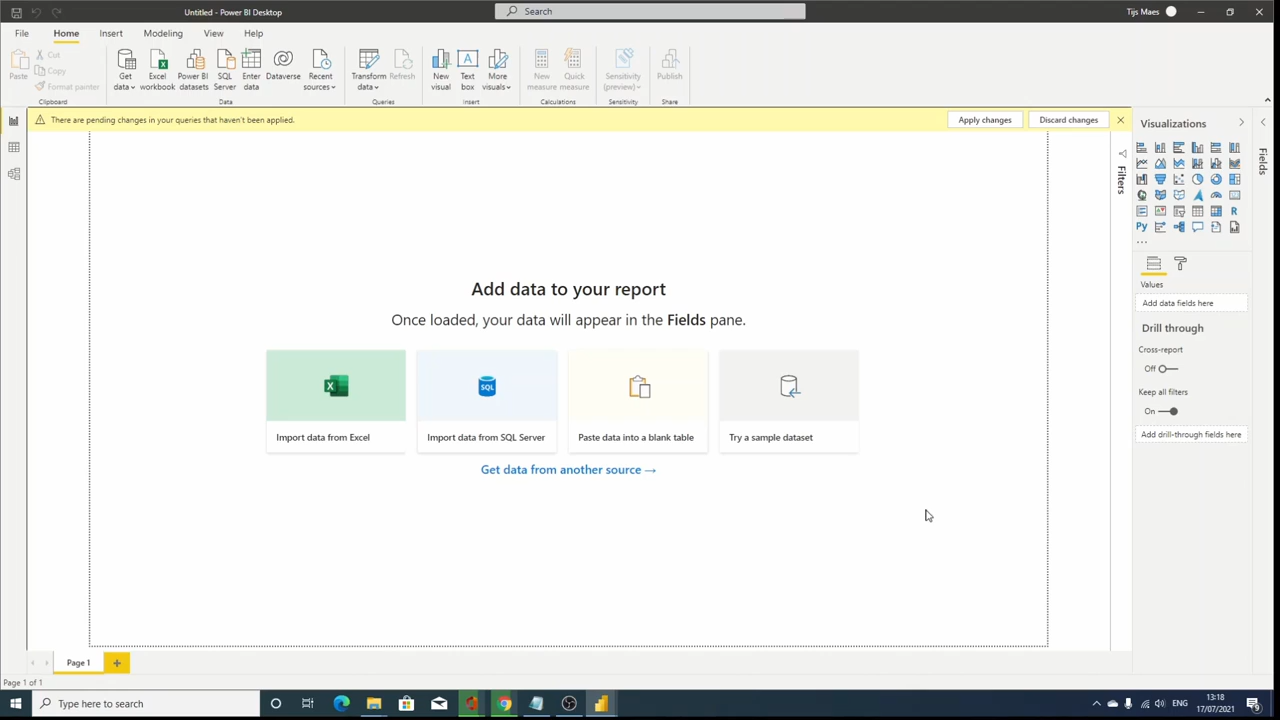 Untitled - Power BI Desktop
Search
Tijs Maes
File Home Insert Modeling View Help
Paste
Cut
Copy
Format painter
Clipboard
Get data
Excel workbook
Power BI datasets
SQL Server
Enter data
Dataverse
Recent sources
Data
Transform data
Refresh
Queries
New visual
Text box
More visuals
Insert
New measure
Quick measure
Calculations
Sensitivity (preview)
Sensitivity
Publish
Share
There are pending changes in your queries that haven't been applied.
Apply changes
Discard changes
Filters
Visualizations
Fields
R
Py
Values
Add data fields here
Drill through
Cross-report
Off
Keep all filters
On
Add drill-through fields here
Add data to your report
Once loaded, your data will appear in the Fields pane.
SQL
Import data from Excel
Import data from SQL Server
Paste data into a blank table
Try a sample dataset
Get data from another source →
Page 1
Page 1 of 1
Type here to search
ENG
13:18
17/07/2021